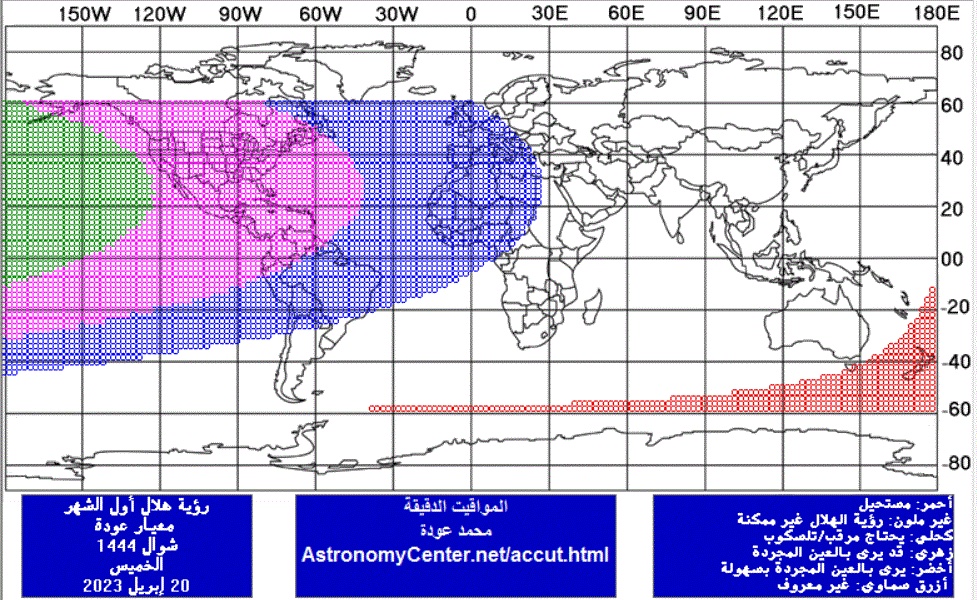 150W 120W 90W 60W 30W 0 30E 60E 90E 120E 150E 180E
80
60
40
20
00
-20
-40
-60
-80
أحمر: مستحيل
غير ملون: رؤية الهلال غير ممكنة
كحلي: يحتاج مرقب/تلسكوب
زهري: قد يرى بالعين المجردة
أخضر: يرى بالعين المجردة بسهولة
أزرق سماوي: غير معروف
المواقيت الدقيقة
محمد عودة
AstronomyCenter.net/accut.html
رؤية هلال أول الشهر
معيار عودة
شوال 1444
الخميس
20 إبريل 2023